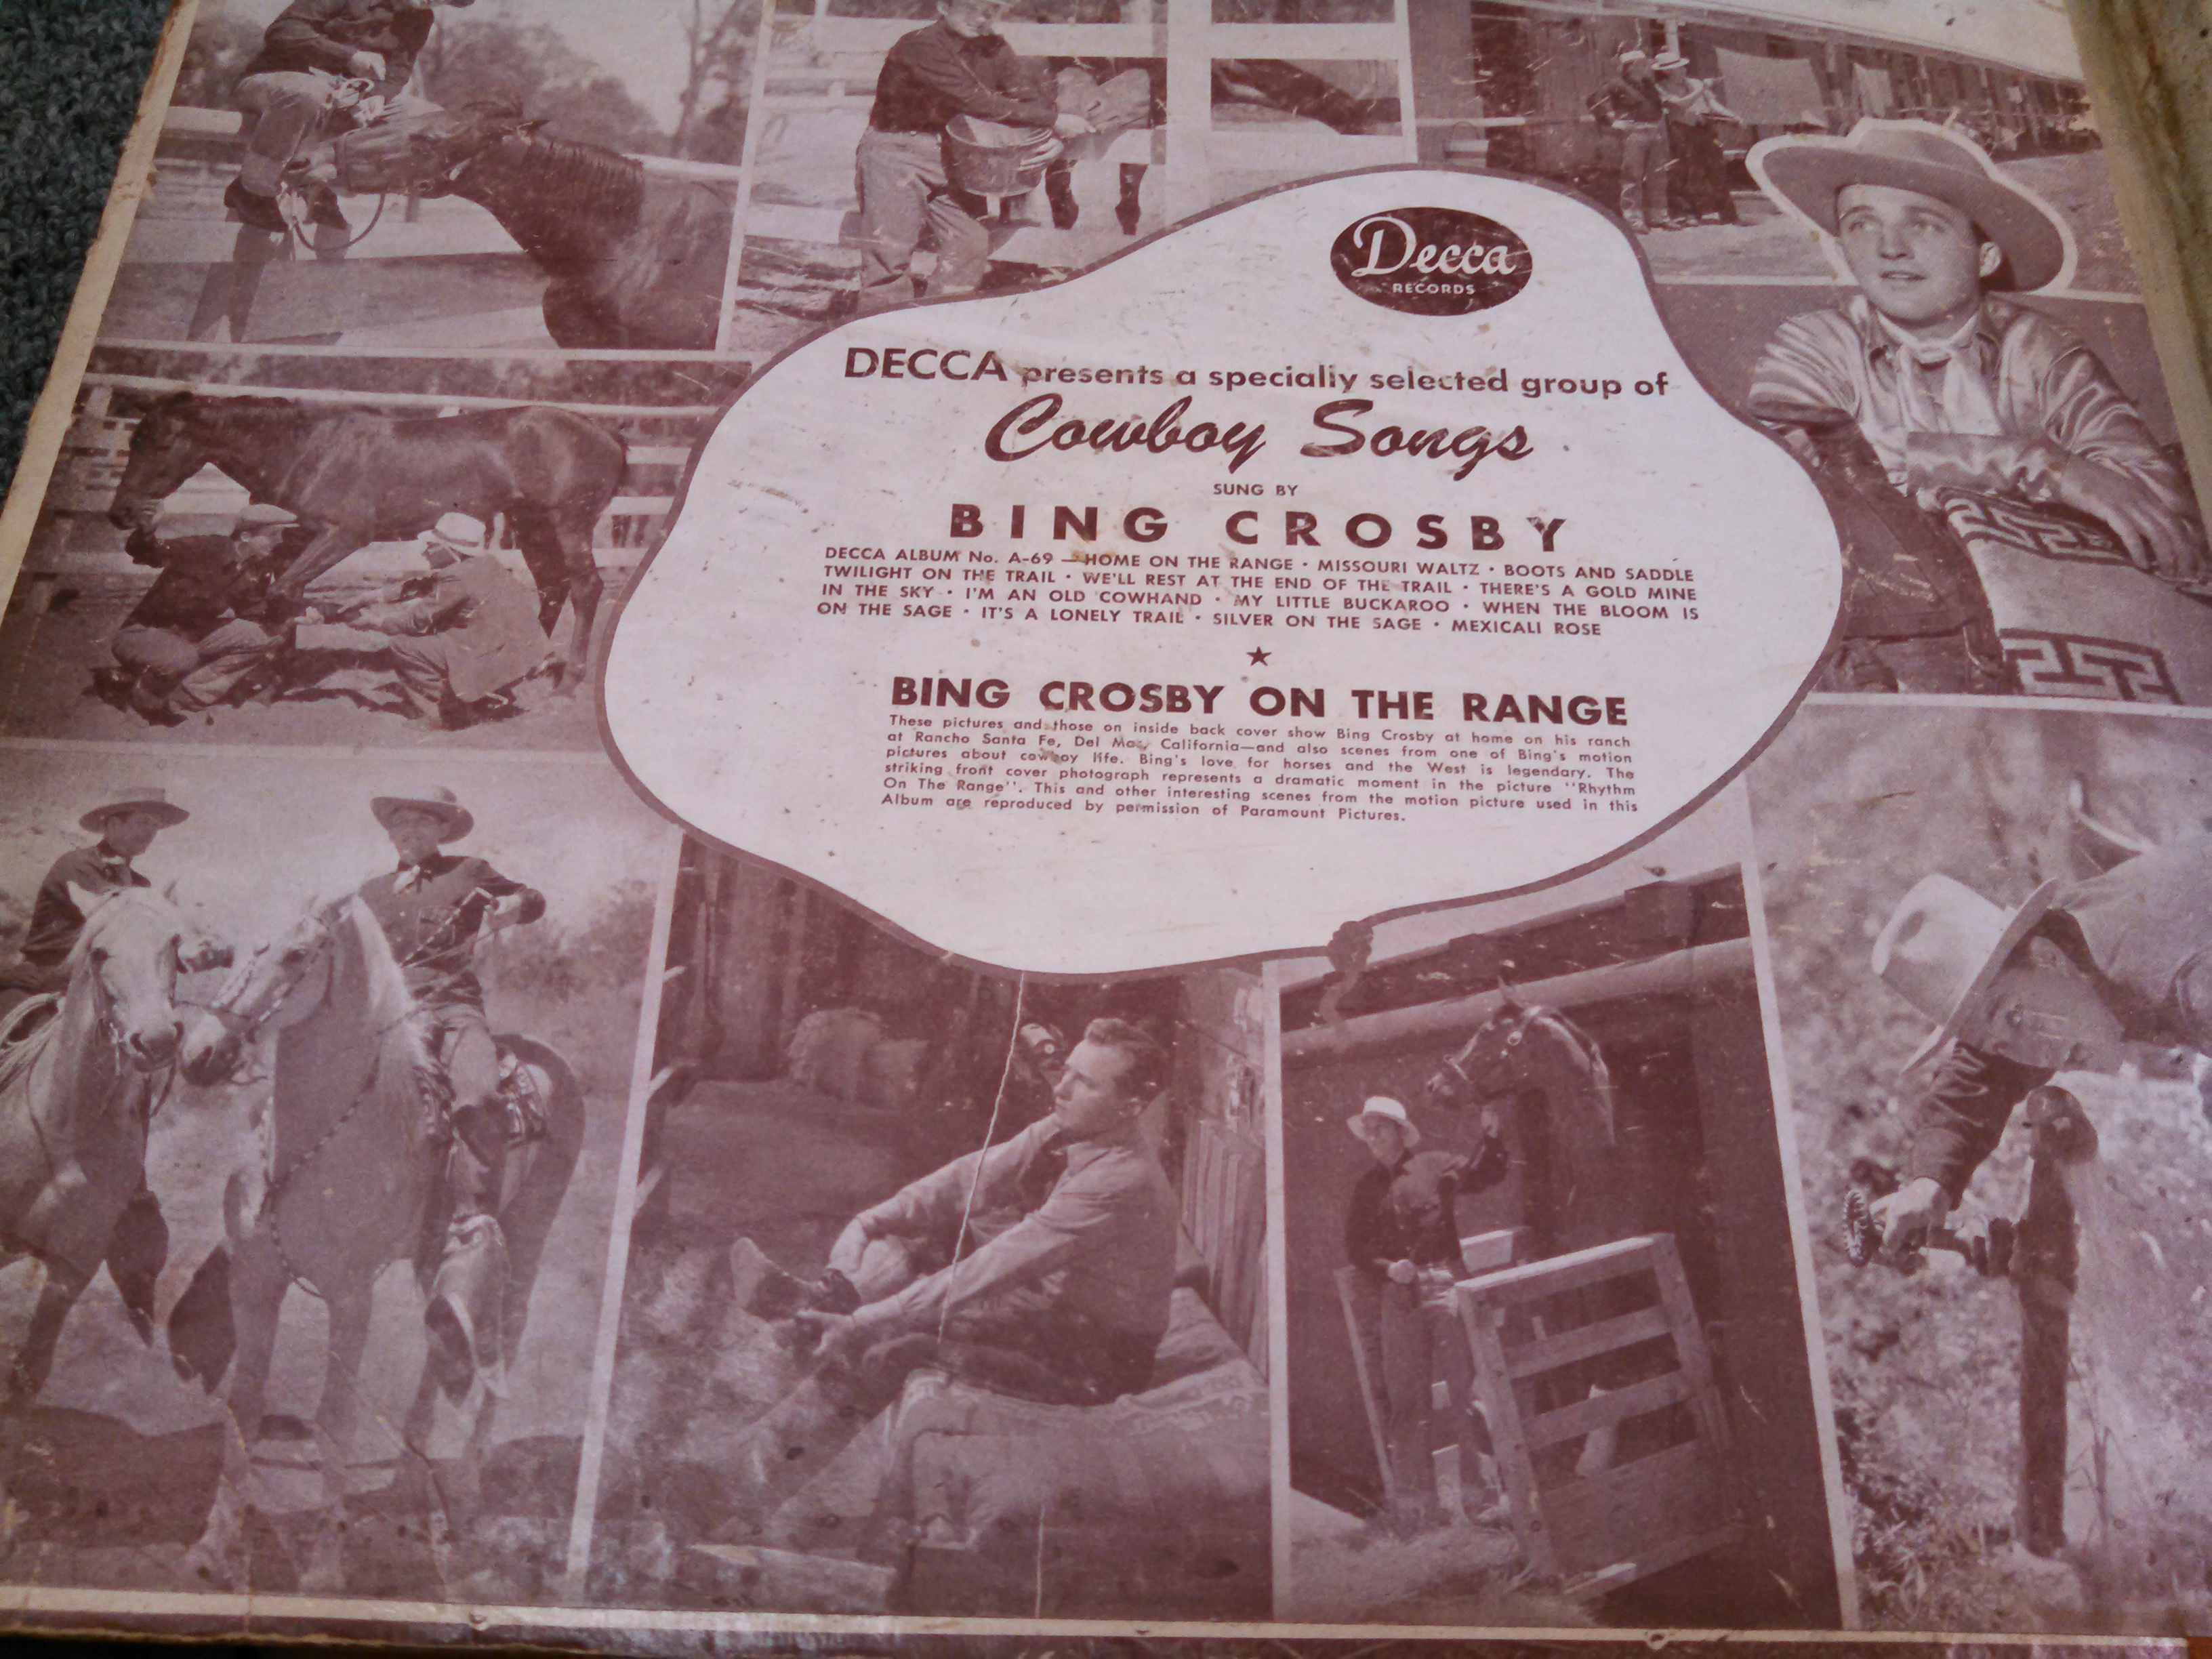 Decca
RECORDS
DECCA presents a specially selected group of
Cowboy Songs
SUNG BY
BING CROSBY
DECCA ALBUM No. A-69 — HOME ON THE RANGE · MISSOURI WALTZ · BOOTS AND SADDLE
TWILIGHT ON THE TRAIL · WE'LL REST AT THE END OF THE TRAIL · THERE'S A GOLD MINE
IN THE SKY · I'M AN OLD COWHAND · MY LITTLE BUCKAROO · WHEN THE BLOOM IS
ON THE SAGE · IT'S A LONELY TRAIL · SILVER ON THE SAGE · MEXICALI ROSE
★
BING CROSBY ON THE RANGE
These pictures and those on inside back cover show Bing Crosby at home on his ranch
at Rancho Santa Fe, Del Mar, California—and also scenes from one of Bing's motion
pictures about cowboy life. Bing's love for horses and the West is legendary. The
striking front cover photograph represents a dramatic moment in the picture "Rhythm
On The Range". This and other interesting scenes from the motion picture used in this
Album are reproduced by permission of Paramount Pictures.